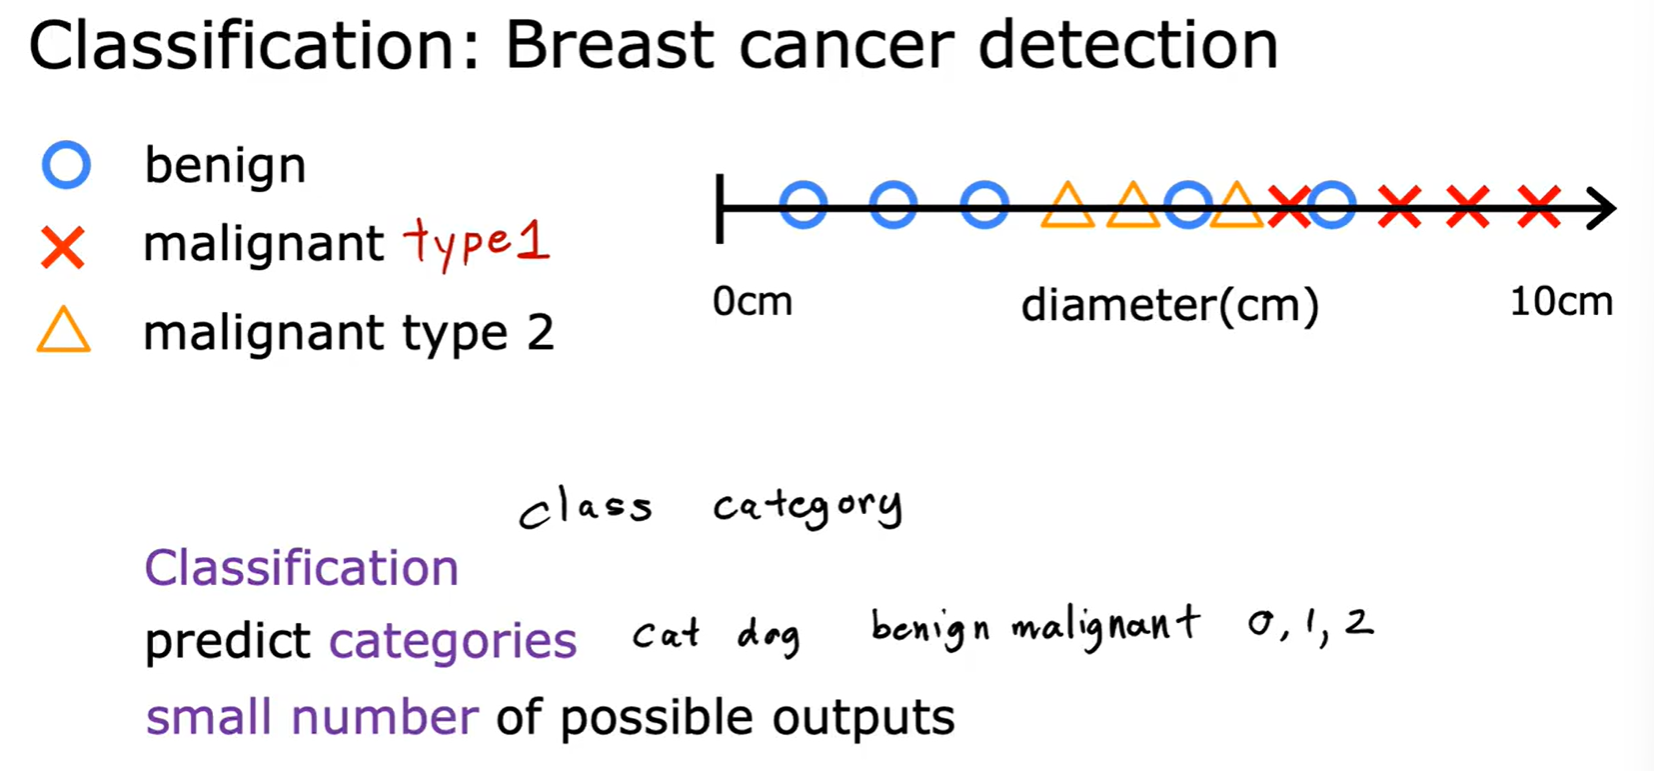 Classification: Breast cancer detection
benign
malignant type1
malignant type 2
0cm diameter(cm) 10cm
class category
Classification
predict categories cat dog benign malignant 0, 1, 2
small number of possible outputs